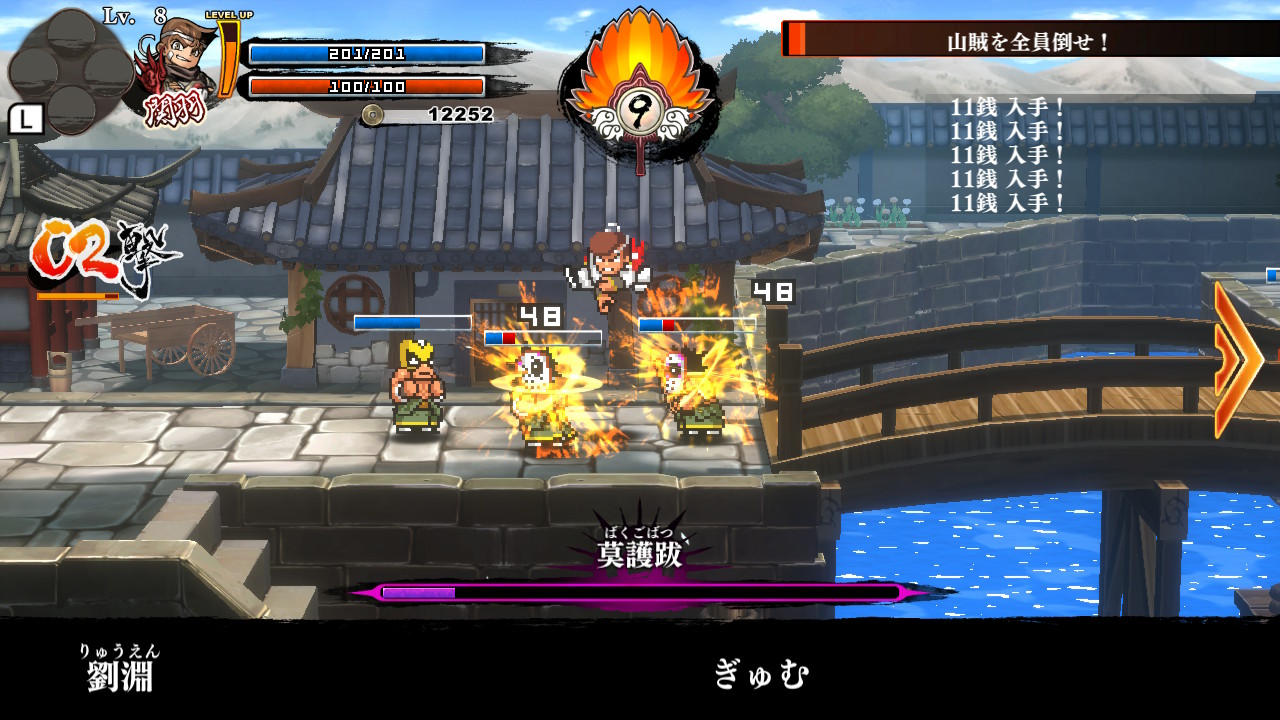 Lv. 8
LEVEL UP
201/201
100/100
関羽
12252
L
9
山賊を全員倒せ！
11銭 入手！
11銭 入手！
11銭 入手！
11銭 入手！
11銭 入手！
2撃
48
48
ばくごばつ
莫護跋
りゅうえん
劉淵
ぎゅむ